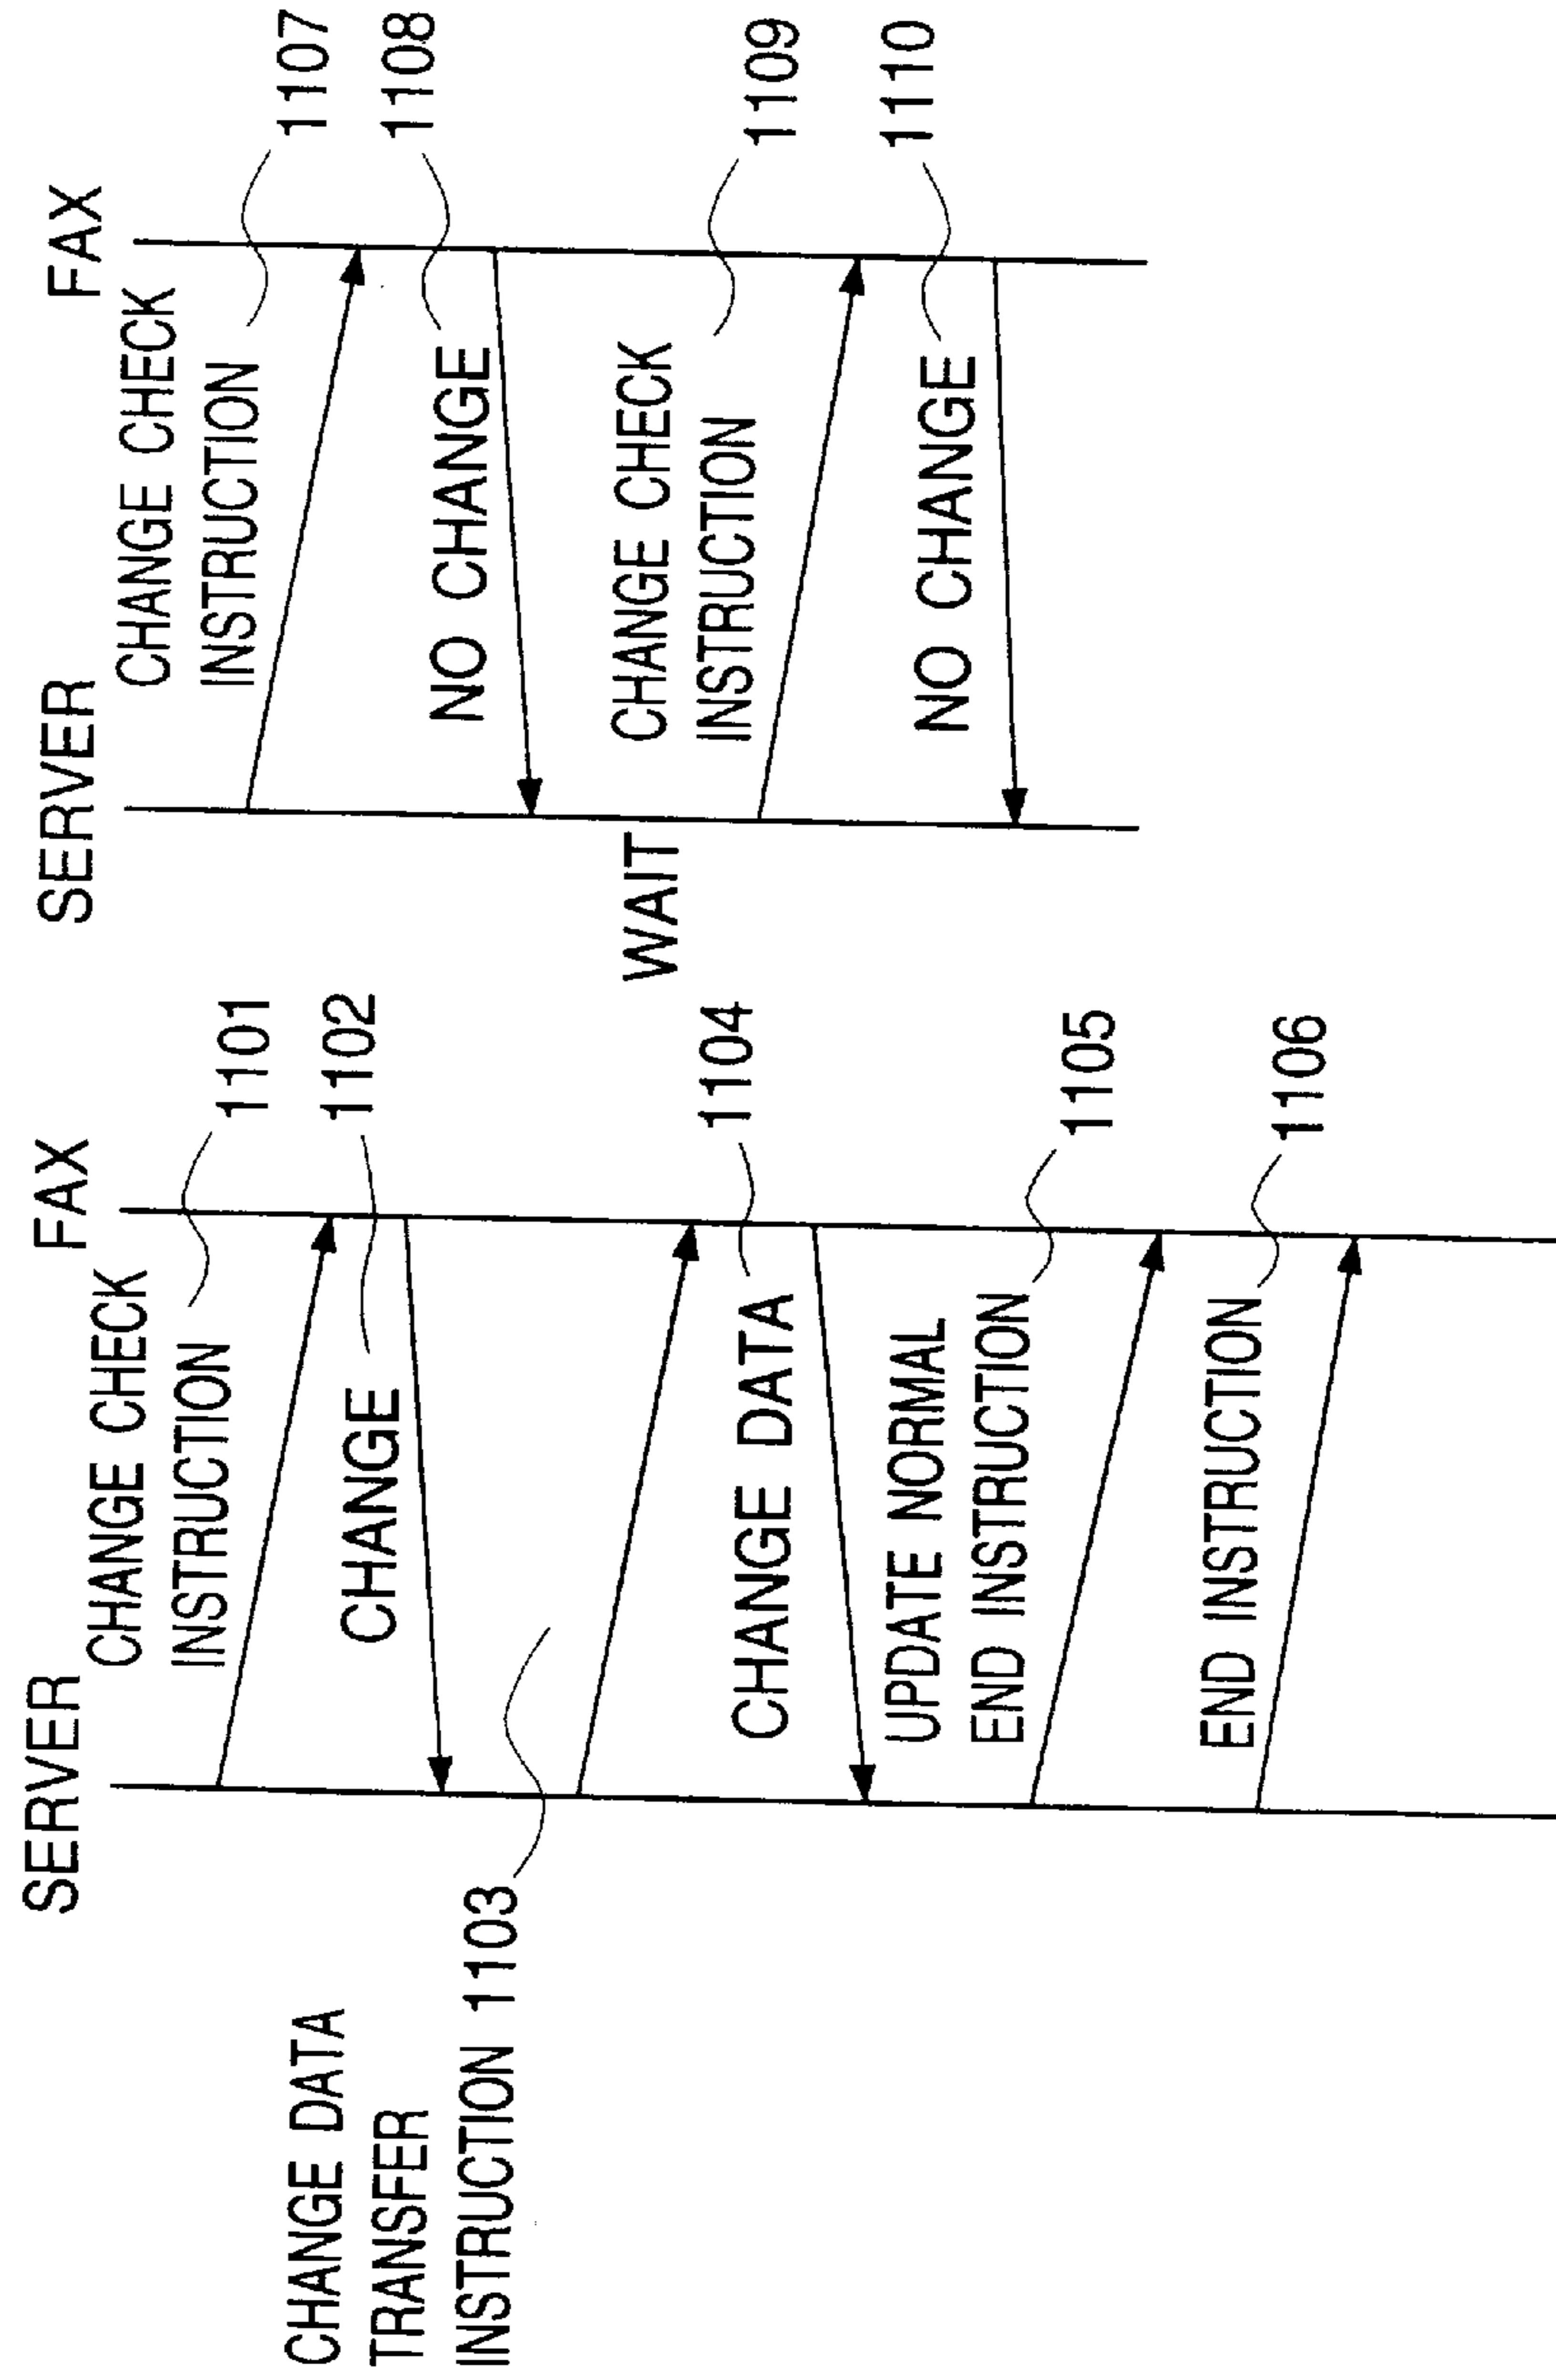 SERVER
FAX
CHANGE CHECK
INSTRUCTION
1101
CHANGE
1102
CHANGE DATA
TRANSFER
INSTRUCTION 1103
CHANGE DATA
1104
UPDATE NORMAL
END INSTRUCTION
1105
END INSTRUCTION
1106
SERVER
FAX
CHANGE CHECK
INSTRUCTION
1107
NO CHANGE
1108
WAIT
CHANGE CHECK
INSTRUCTION
1109
NO CHANGE
1110